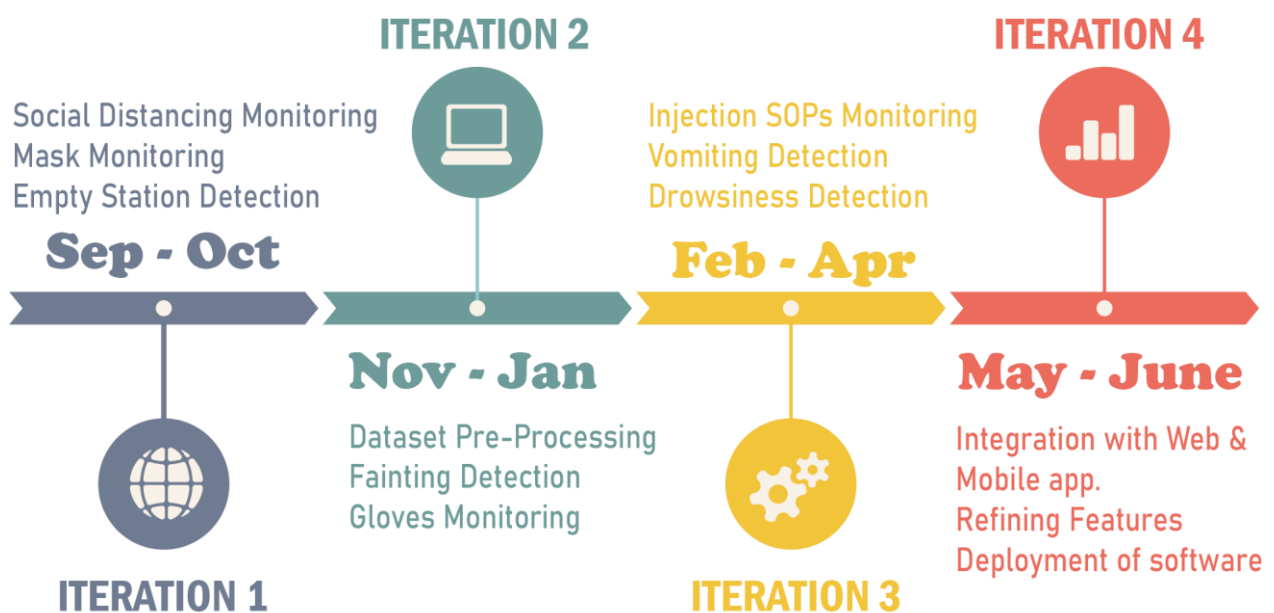 ITERATION 2
ITERATION 4
Social Distancing Monitoring
Mask Monitoring
Empty Station Detection
Sep - Oct
Injection SOPs Monitoring
Vomiting Detection
Drowsiness Detection
Feb - Apr
Nov - Jan
Dataset Pre-Processing
Fainting Detection
Gloves Monitoring
May - June
Integration with Web &
Mobile app.
Refining Features
Deployment of software
ITERATION 1
ITERATION 3